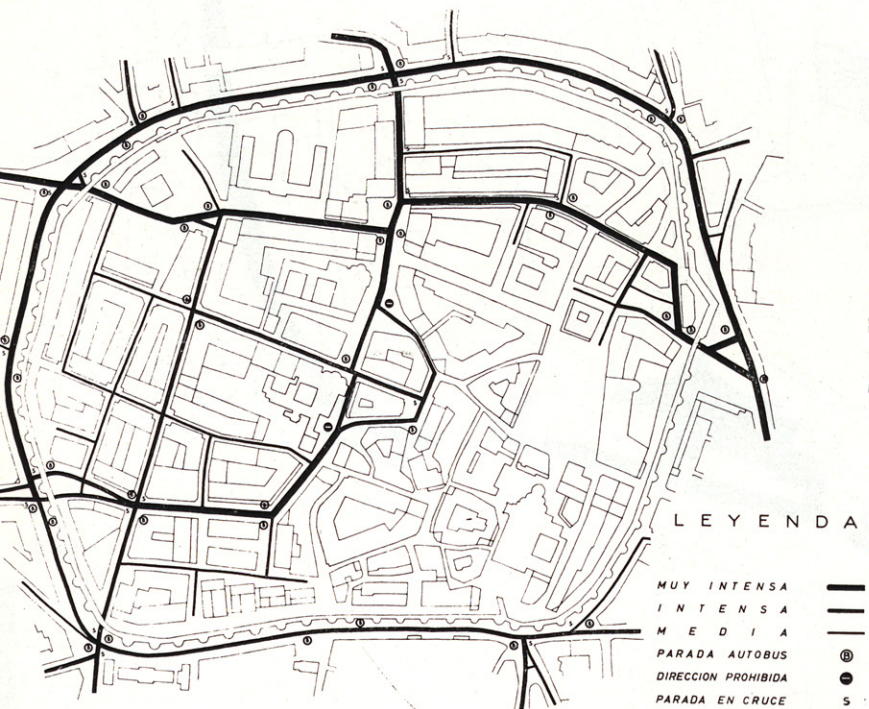 LEYENDA
MUY INTENSA
INTENSA
MEDIA
PARADA AUTOBUS
DIRECCION PROHIBIDA
PARADA EN CRUCE S